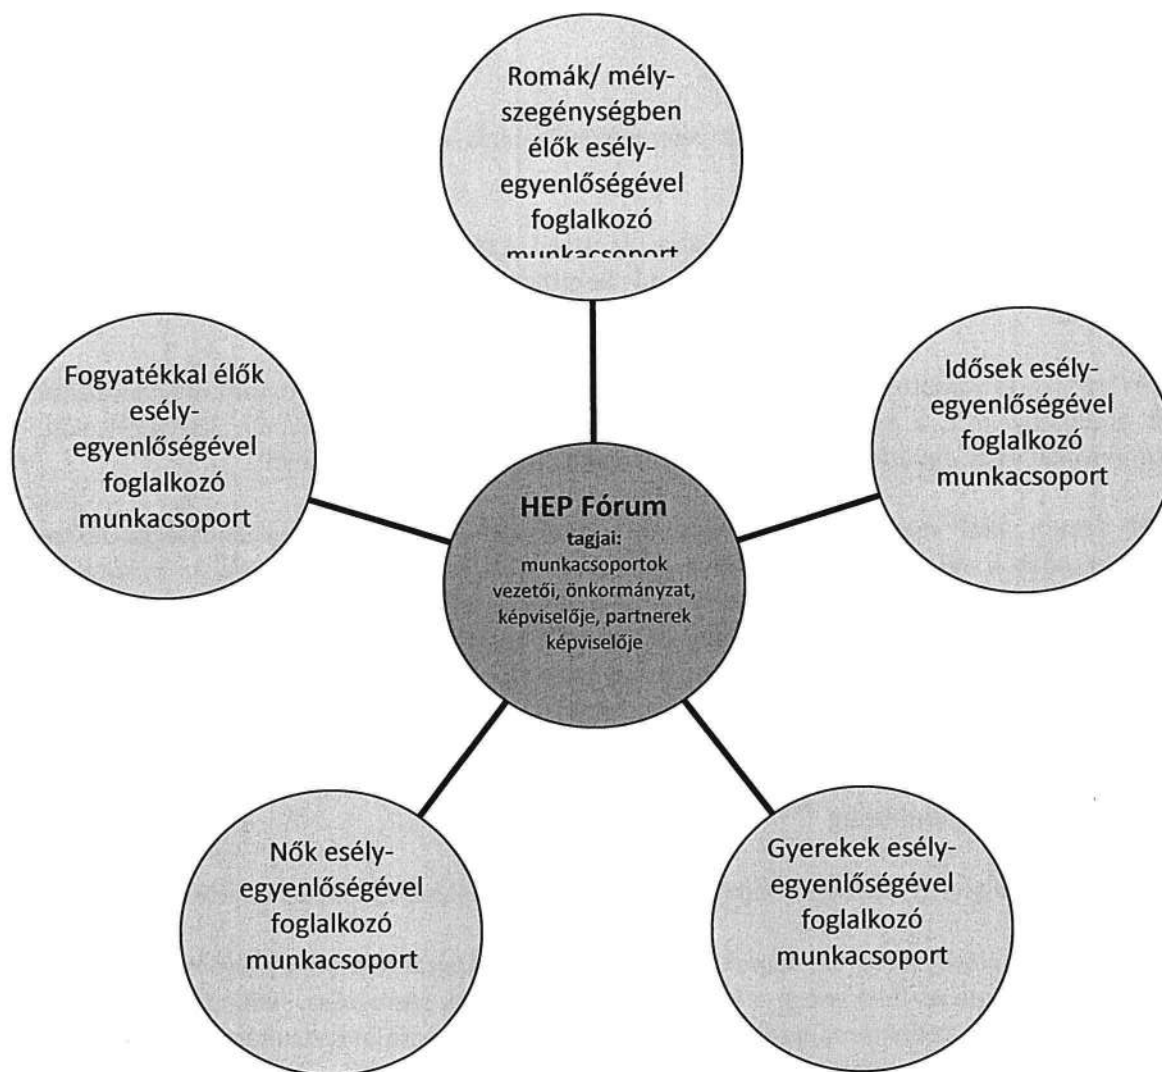 Romák/ mély-
szegénységben
élők esély-
egyenlőségével
foglalkozó
munkacsoport
Fogyatékkal élők
esély-
egyenlőségével
foglalkozó
munkacsoport
Idősek esély-
egyenlőségével
foglalkozó
munkacsoport
HEP Fórum
tagjai:
munkacsoportok
vezetői, önkormányzat,
képviselője, partnerek
képviselője
Nők esély-
egyenlőségével
foglalkozó
munkacsoport
Gyerekek esély-
egyenlőségével
foglalkozó
munkacsoport